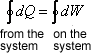 ∮dQ = ∮dW
from the on the
system system